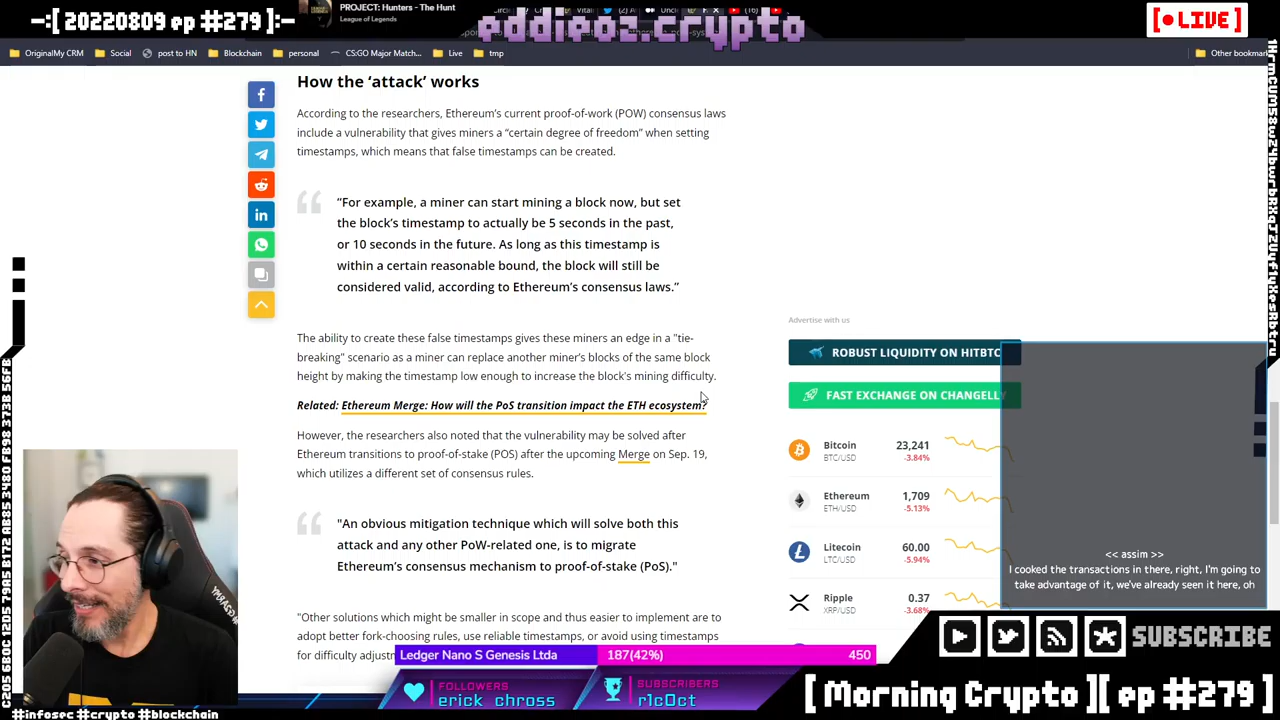 -:[ 20220809 ep #279 ]:-
PROJECT: Hunters - The Hunt
League of Legends
eddieoz.crypto
[ LIVE ]
OriginalMy CRM
Social
post to HN
Blockchain
personal
CS:GO Major Match...
Live
tmp
Other bookmar
How the ‘attack’ works
According to the researchers, Ethereum’s current proof-of-work (POW) consensus laws
include a vulnerability that gives miners a “certain degree of freedom” when setting
timestamps, which means that false timestamps can be created.
“For example, a miner can start mining a block now, but set
the block’s timestamp to actually be 5 seconds in the past,
or 10 seconds in the future. As long as this timestamp is
within a certain reasonable bound, the block will still be
considered valid, according to Ethereum’s consensus laws.”
The ability to create these false timestamps gives these miners an edge in a "tie-
breaking" scenario as a miner can replace another miner’s blocks of the same block
height by making the timestamp low enough to increase the block’s mining difficulty.
Related: Ethereum Merge: How will the PoS transition impact the ETH ecosystem?
However, the researchers also noted that the vulnerability may be solved after
Ethereum transitions to proof-of-stake (POS) after the upcoming Merge on Sep. 19,
which utilizes a different set of consensus rules.
"An obvious mitigation technique which will solve both this
attack and any other PoW-related one, is to migrate
Ethereum’s consensus mechanism to proof-of-stake (PoS)."
"Other solutions which might be smaller in scope and thus easier to implement are to
adopt better fork-choosing rules, use reliable timestamps, or avoid using timestamps
for difficulty adjustm
Advertise with us
ROBUST LIQUIDITY ON HITBTC
FAST EXCHANGE ON CHANGELLY
Bitcoin 23,241
BTC/USD -3.84%
Ethereum 1,709
ETH/USD -5.13%
Litecoin 60.00
LTC/USD -5.94%
Ripple 0.37
XRP/USD -3.68%
<< assim >>
I cooked the transactions in there, right, I'm going to
take advantage of it, we've already seen it here, oh
SUBSCRIBE
Ledger Nano S Genesis Ltda 187(42%) 450
FOLLOWERS
erick chross
SUBSCRIBERS
r1c0ct
[ Morning Crypto ][ ep #279 ]
#infosec #crypto #blockchain